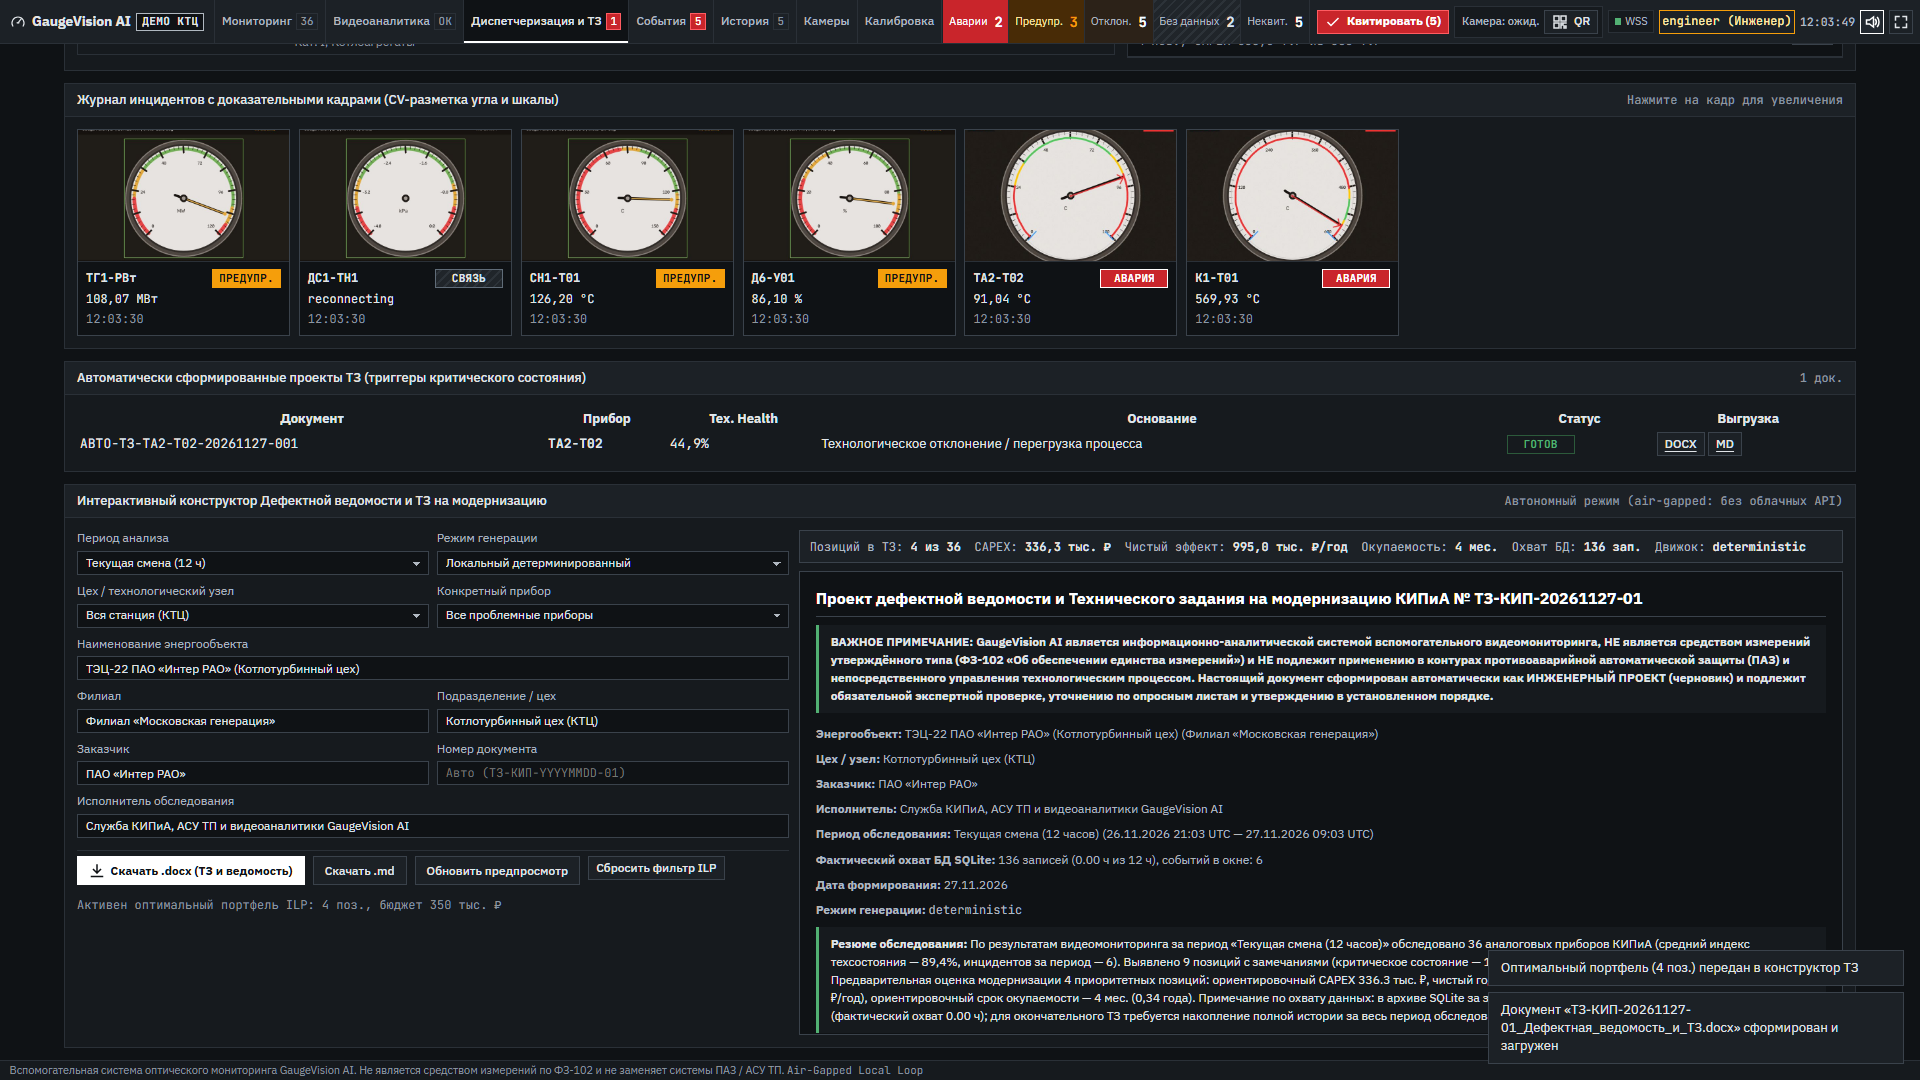 GaugeVision AI ДЕМО КТЦ Мониторинг 36 Видеоаналитика OK Диспетчеризация и ТЗ 1 События 5 История 5 Камеры Калибровка Аварии 2 Предупр. 3 Отклон. 5 Без данных 2 Неквит. 5 Квитировать (5) Камера: ожид. QR WSS engineer (Инженер) 12:03:49
Журнал инцидентов с доказательными кадрами (CV-разметка угла и шкалы)
Нажмите на кадр для увеличения
ТГ1-PВт ПРЕДУПР.
108,07 МВт
12:03:30
ДС1-ТН1 СВЯЗЬ
reconnecting
12:03:30
СН1-Т01 ПРЕДУПР.
126,20 °C
12:03:30
Д6-У01 ПРЕДУПР.
86,10 %
12:03:30
ТА2-Т02 АВАРИЯ
91,04 °C
12:03:30
К1-Т01 АВАРИЯ
569,93 °C
12:03:30
Автоматически сформированные проекты ТЗ (триггеры критического состояния)
1 док.
Документ Прибор Тех. Health Основание Статус Выгрузка
АВТО-ТЗ-ТА2-Т02-20261127-001 ТА2-Т02 44,9% Технологическое отклонение / перегрузка процесса ГОТОВ DOCX MD
Интерактивный конструктор Дефектной ведомости и ТЗ на модернизацию
Автономный режим (air-gapped: без облачных API)
Период анализа
Текущая смена (12 ч)
Режим генерации
Локальный детерминированный
Цех / технологический узел
Вся станция (КТЦ)
Конкретный прибор
Все проблемные приборы
Наименование энергообъекта
ТЭЦ-22 ПАО «Интер РАО» (Котлотурбинный цех)
Филиал
Филиал «Московская генерация»
Подразделение / цех
Котлотурбинный цех (КТЦ)
Заказчик
ПАО «Интер РАО»
Номер документа
Авто (ТЗ-КИП-YYYYMMDD-01)
Исполнитель обследования
Служба КИПиА, АСУ ТП и видеоаналитики GaugeVision AI
Скачать .docx (ТЗ и ведомость) Скачать .md Обновить предпросмотр Сбросить фильтр ILP
Активен оптимальный портфель ILP: 4 поз., бюджет 350 тыс. ₽
Позиций в ТЗ: 4 из 36 CAPEX: 336,3 тыс. ₽ Чистый эффект: 995,0 тыс. ₽/год Окупаемость: 4 мес. Охват БД: 136 зап. Движок: deterministic
Проект дефектной ведомости и Технического задания на модернизацию КИПиА № ТЗ-КИП-20261127-01
ВАЖНОЕ ПРИМЕЧАНИЕ: GaugeVision AI является информационно-аналитической системой вспомогательного видеомониторинга, НЕ является средством измерений
утверждённого типа (ФЗ-102 «Об обеспечении единства измерений») и НЕ подлежит применению в контурах противоаварийной автоматической защиты (ПАЗ) и
непосредственного управления технологическим процессом. Настоящий документ сформирован автоматически как ИНЖЕНЕРНЫЙ ПРОЕКТ (черновик) и подлежит
обязательной экспертной проверке, уточнению по опросным листам и утверждению в установленном порядке.
Энергообъект: ТЭЦ-22 ПАО «Интер РАО» (Котлотурбинный цех) (Филиал «Московская генерация»)
Цех / узел: Котлотурбинный цех (КТЦ)
Заказчик: ПАО «Интер РАО»
Исполнитель: Служба КИПиА, АСУ ТП и видеоаналитики GaugeVision AI
Период обследования: Текущая смена (12 часов) (26.11.2026 21:03 UTC — 27.11.2026 09:03 UTC)
Фактический охват БД SQLite: 136 записей (0.00 ч из 12 ч), событий в окне: 6
Дата формирования: 27.11.2026
Режим генерации: deterministic
Резюме обследования: По результатам видеомониторинга за период «Текущая смена (12 часов)» обследовано 36 аналоговых приборов КИПиА (средний индекс
техсостояния — 89,4%, инцидентов за период — 6). Выявлено 9 позиций с замечаниями (критическое состояние —
Предварительная оценка модернизации 4 приоритетных позиций: ориентировочный CAPEX 336.3 тыс. ₽, чистый
₽/год), ориентировочный срок окупаемости — 4 мес. (0,34 года). Примечание по охвату данных: в архиве SQLite за
(фактический охват 0.00 ч); для окончательного ТЗ требуется накопление полной истории за весь период
Оптимальный портфель (4 поз.) передан в конструктор ТЗ
Документ «ТЗ-КИП-20261127-
01_Дефектная_ведомость_и_ТЗ.docx» сформирован и
загружен
Вспомогательная система оптического мониторинга GaugeVision AI. Не является средством измерений по ФЗ-102 и не заменяет системы ПАЗ / АСУ ТП. Air-Gapped Local Loop